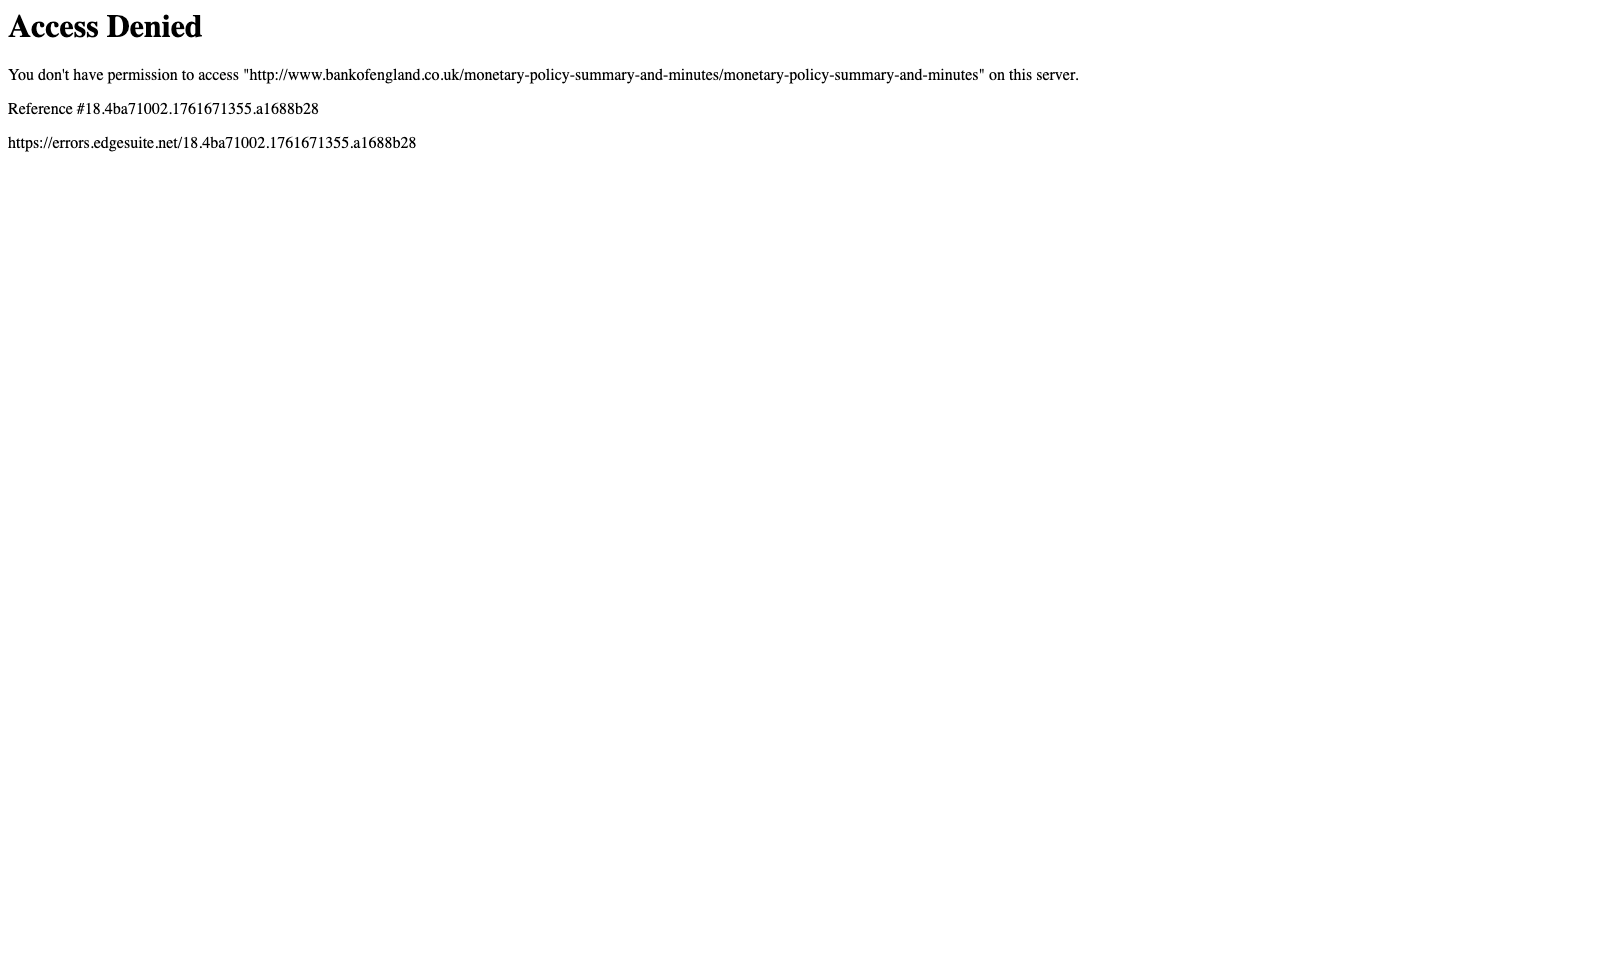 Access Denied
You don't have permission to access "http://www.bankofengland.co.uk/monetary-policy-summary-and-minutes/monetary-policy-summary-and-minutes" on this server.
Reference #18.4ba71002.1761671355.a1688b28
https://errors.edgesuite.net/18.4ba71002.1761671355.a1688b28